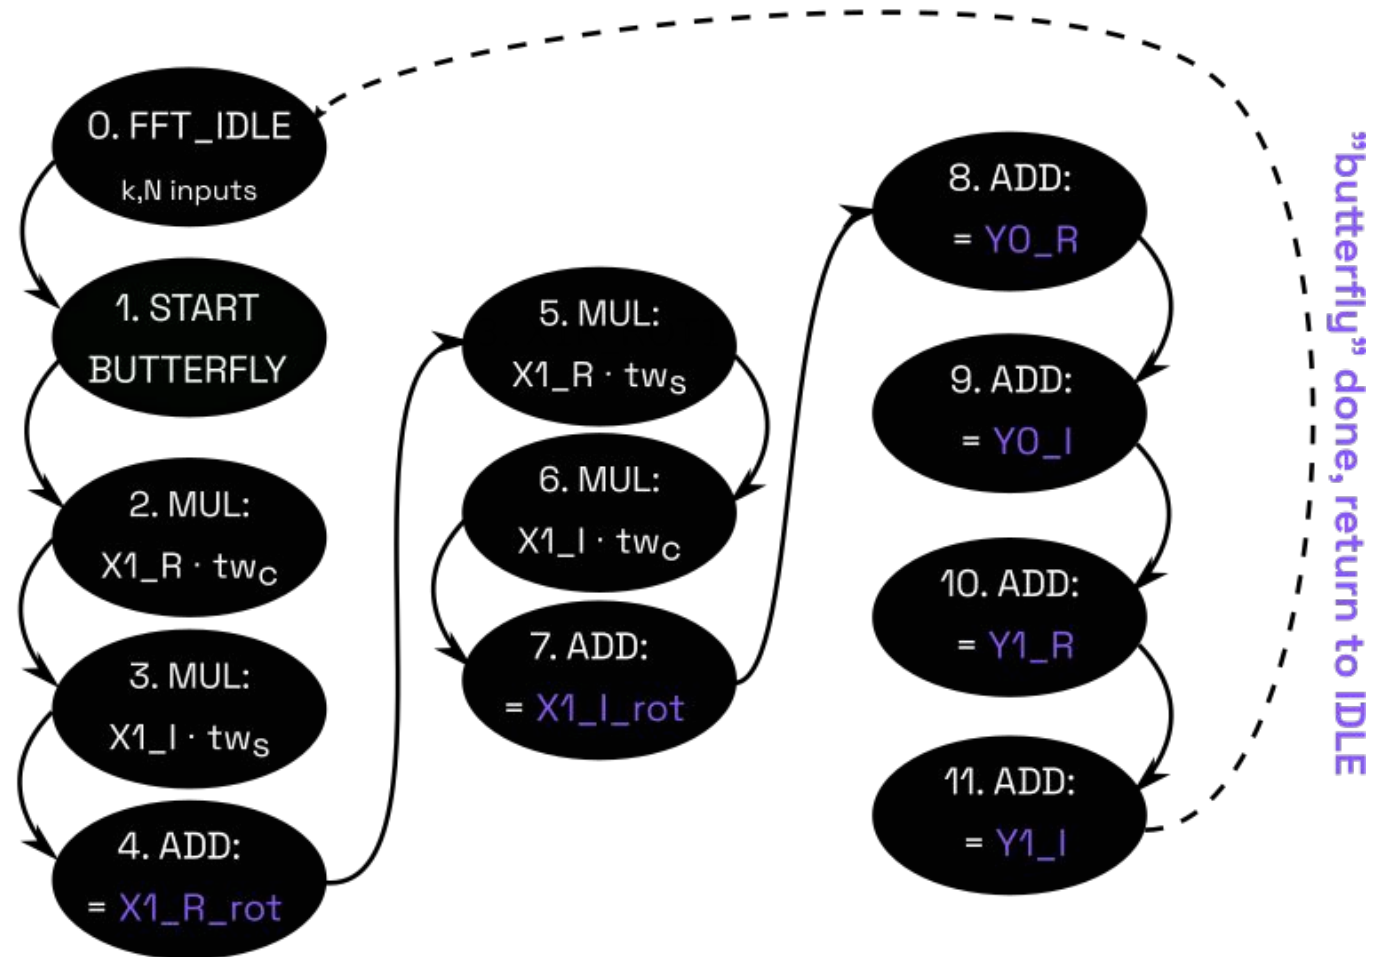 0. FFT_IDLE
k,N inputs
1. START
BUTTERFLY
2. MUL:
X1_R · twC
3. MUL:
X1_I · twS
4. ADD:
= X1_R_rot
5. MUL:
X1_R · twS
6. MUL:
X1_I · twC
7. ADD:
= X1_I_rot
8. ADD:
= Y0_R
9. ADD:
= Y0_I
10. ADD:
= Y1_R
11. ADD:
= Y1_I
”butterfly” done, return to IDLE